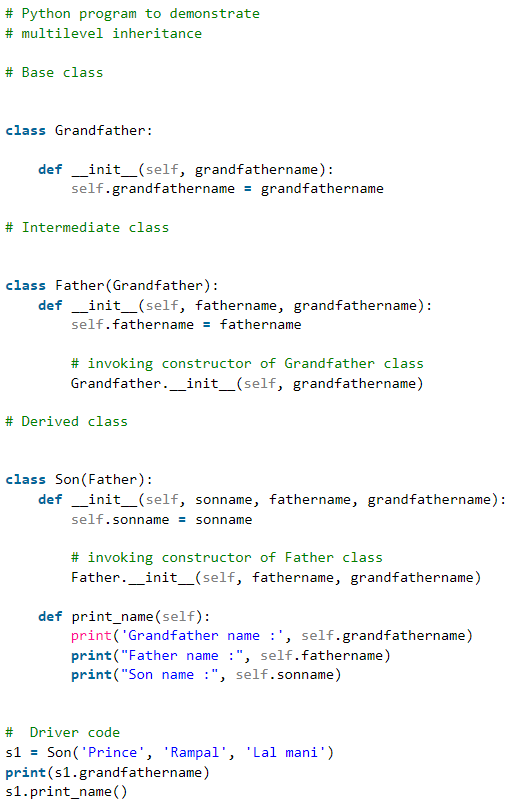 # Python program to demonstrate
# multilevel inheritance
# Base class
class Grandfather:
    def __init__(self, grandfathername):
        self.grandfathername = grandfathername
# Intermediate class
class Father(Grandfather):
    def __init__(self, fathername, grandfathername):
        self.fathername = fathername
        # invoking constructor of Grandfather class
        Grandfather.__init__(self, grandfathername)
# Derived class
class Son(Father):
    def __init__(self, sonname, fathername, grandfathername):
        self.sonname = sonname
        # invoking constructor of Father class
        Father.__init__(self, fathername, grandfathername)
    def print_name(self):
        print('Grandfather name :', self.grandfathername)
        print("Father name :", self.fathername)
        print("Son name :", self.sonname)
#  Driver code
s1 = Son('Prince', 'Rampal', 'Lal mani')
print(s1.grandfathername)
s1.print_name()